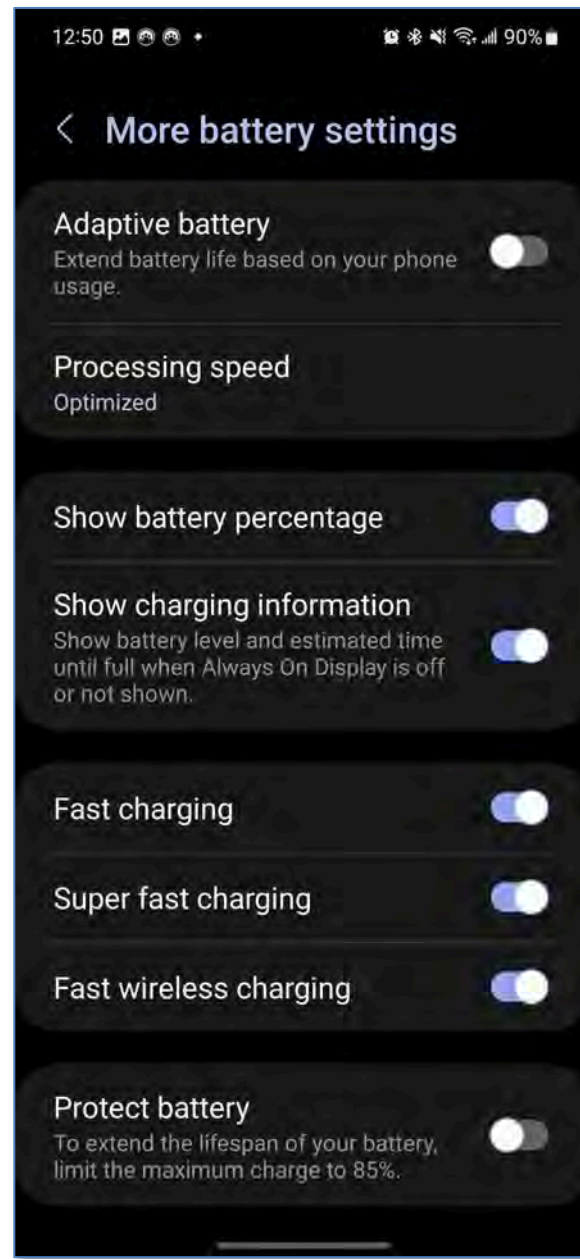 12:50 90%
More battery settings
Adaptive battery
Extend battery life based on your phone
usage.
Processing speed
Optimized
Show battery percentage
Show charging information
Show battery level and estimated time
until full when Always On Display is off
or not shown.
Fast charging
Super fast charging
Fast wireless charging
Protect battery
To extend the lifespan of your battery,
limit the maximum charge to 85%.